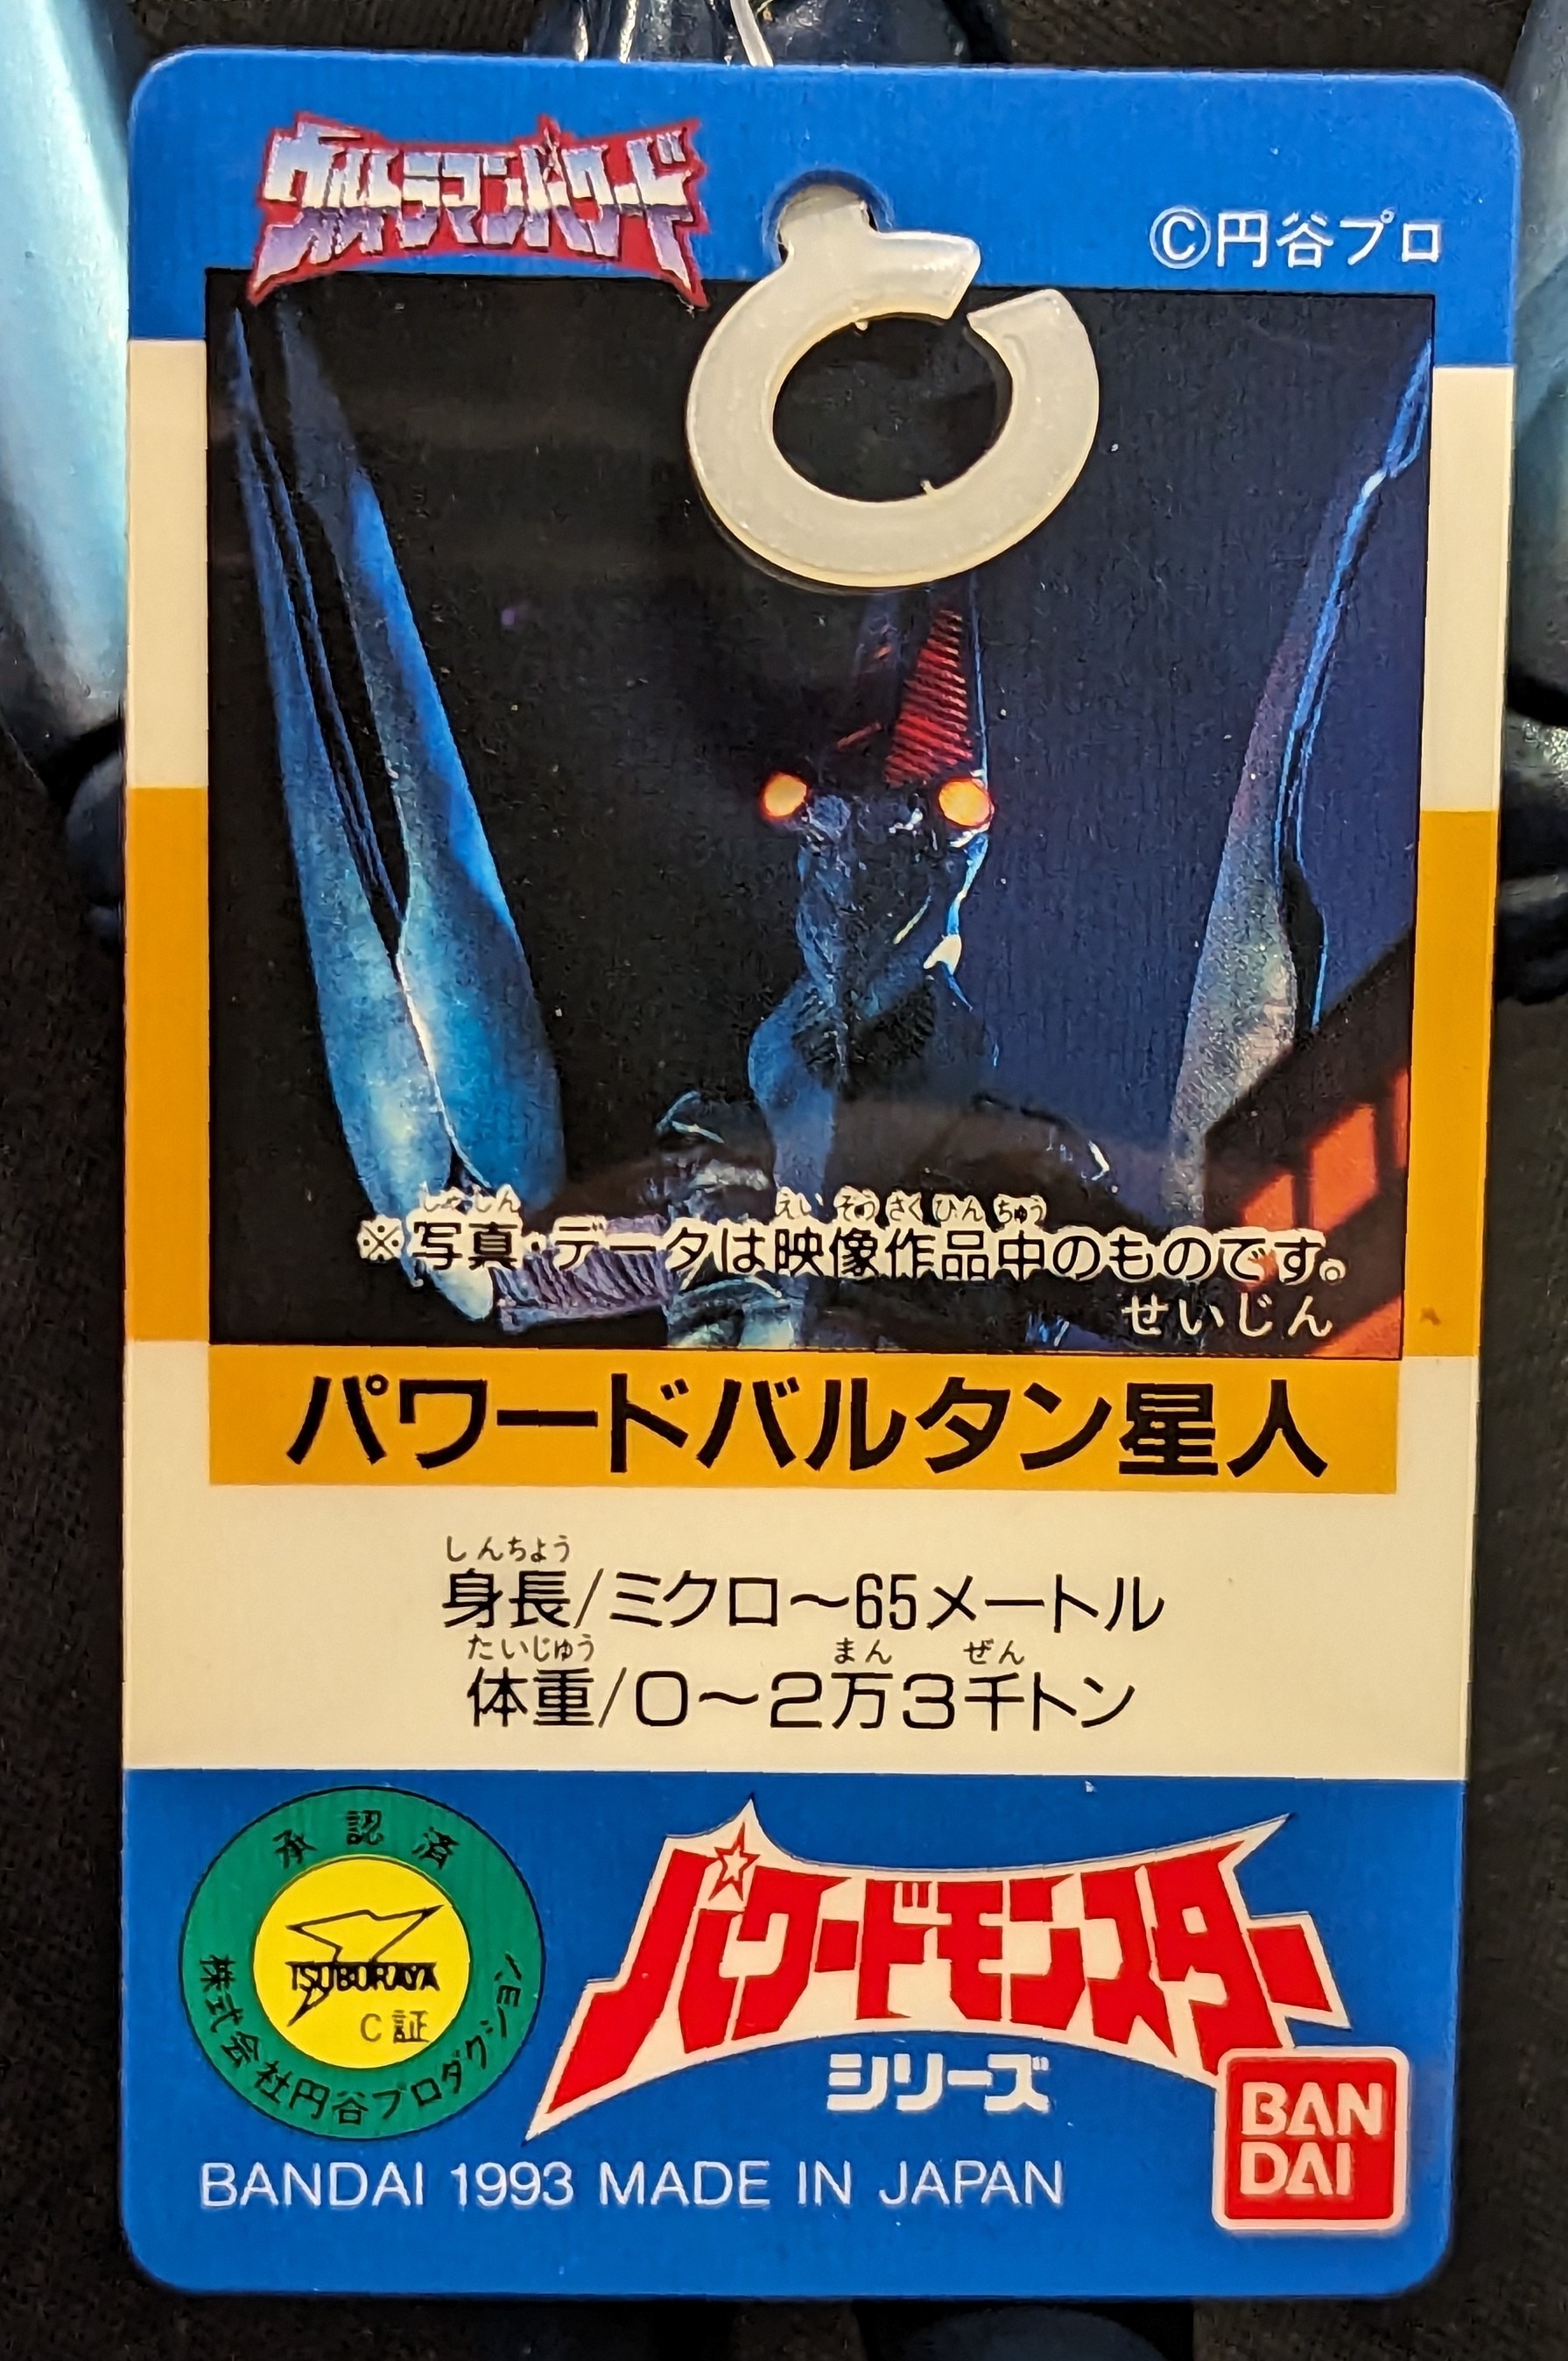 ウルトラマンパワード
©円谷プロ
しゃしん えいぞうさくひんちゅう
※写真・データは映像作品中のものです。
せいじん
パワードバルタン星人
しんちょう
身長/ミクロ〜65メートル
たいじゅう まん ぜん
体重/0〜2万3千トン
承認済
TSUBURAYA
C証
株式会社円谷プロダクション
パワードモンスター
シリーズ
BAN
DAI
BANDAI 1993 MADE IN JAPAN